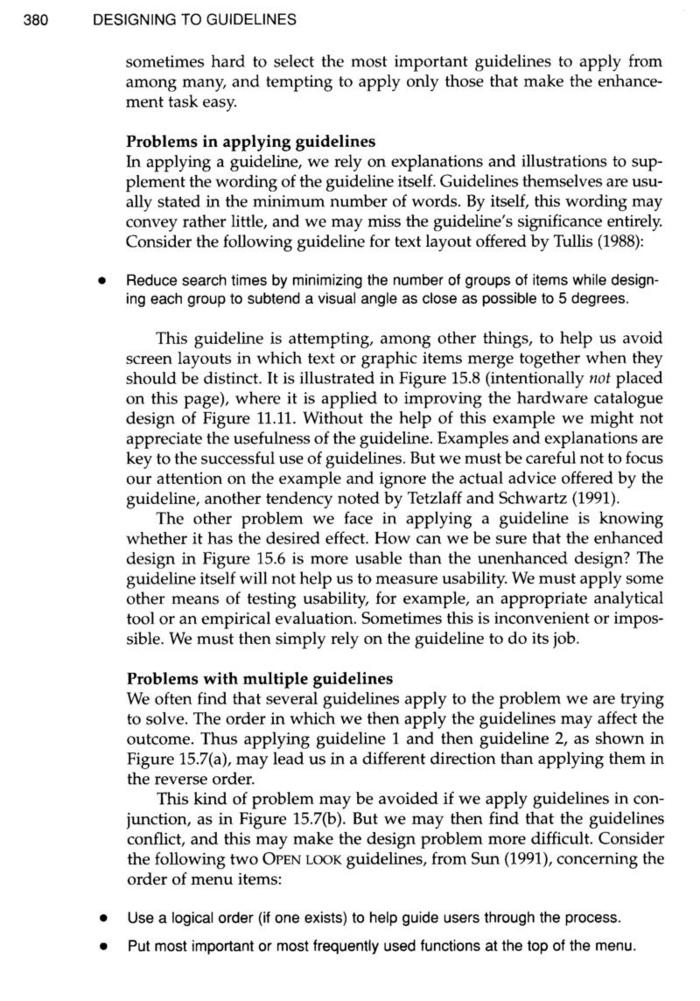 380 DESIGNING TO GUIDELINES
sometimes hard to select the most important guidelines to apply from
among many, and tempting to apply only those that make the enhance-
ment task easy.
Problems in applying guidelines
In applying a guideline, we rely on explanations and illustrations to sup-
plement the wording of the guideline itself. Guidelines themselves are usu-
ally stated in the minimum number of words. By itself, this wording may
convey rather little, and we may miss the guideline's significance entirely.
Consider the following guideline for text layout offered by Tullis (1988):
• Reduce search times by minimizing the number of groups of items while design-
ing each group to subtend a visual angle as close as possible to 5 degrees.
This guideline is attempting, among other things, to help us avoid
screen layouts in which text or graphic items merge together when they
should be distinct. It is illustrated in Figure 15.8 (intentionally not placed
on this page), where it is applied to improving the hardware catalogue
design of Figure 11.11. Without the help of this example we might not
appreciate the usefulness of the guideline. Examples and explanations are
key to the successful use of guidelines. But we must be careful not to focus
our attention on the example and ignore the actual advice offered by the
guideline, another tendency noted by Tetzlaff and Schwartz (1991).
The other problem we face in applying a guideline is knowing
whether it has the desired effect. How can we be sure that the enhanced
design in Figure 15.6 is more usable than the unenhanced design? The
guideline itself will not help us to measure usability. We must apply some
other means of testing usability, for example, an appropriate analytical
tool or an empirical evaluation. Sometimes this is inconvenient or impos-
sible. We must then simply rely on the guideline to do its job.
Problems with multiple guidelines
We often find that several guidelines apply to the problem we are trying
to solve. The order in which we then apply the guidelines may affect the
outcome. Thus applying guideline 1 and then guideline 2, as shown in
Figure 15.7(a), may lead us in a different direction than applying them in
the reverse order.
This kind of problem may be avoided if we apply guidelines in con-
junction, as in Figure 15.7(b). But we may then find that the guidelines
conflict, and this may make the design problem more difficult. Consider
the following two OPEN LOOK guidelines, from Sun (1991), concerning the
order of menu items:
• Use a logical order (if one exists) to help guide users through the process.
• Put most important or most frequently used functions at the top of the menu.